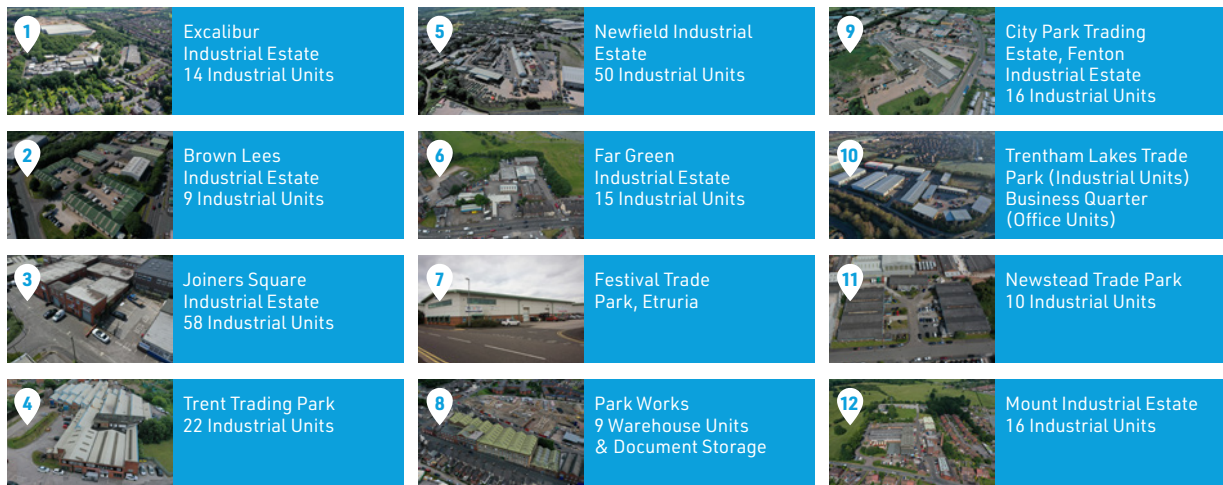 1
Excalibur
Industrial Estate
14 Industrial Units
2
Brown Lees
Industrial Estate
9 Industrial Units
3
Joiners Square
Industrial Estate
58 Industrial Units
4
Trent Trading Park
22 Industrial Units
5
Newfield Industrial
Estate
50 Industrial Units
6
Far Green
Industrial Estate
15 Industrial Units
7
Festival Trade
Park, Etruria
8
Park Works
9 Warehouse Units
& Document Storage
9
City Park Trading
Estate, Fenton
Industrial Estate
16 Industrial Units
10
Trentham Lakes Trade
Park (Industrial Units)
Business Quarter
(Office Units)
11
Newstead Trade Park
10 Industrial Units
12
Mount Industrial Estate
16 Industrial Units